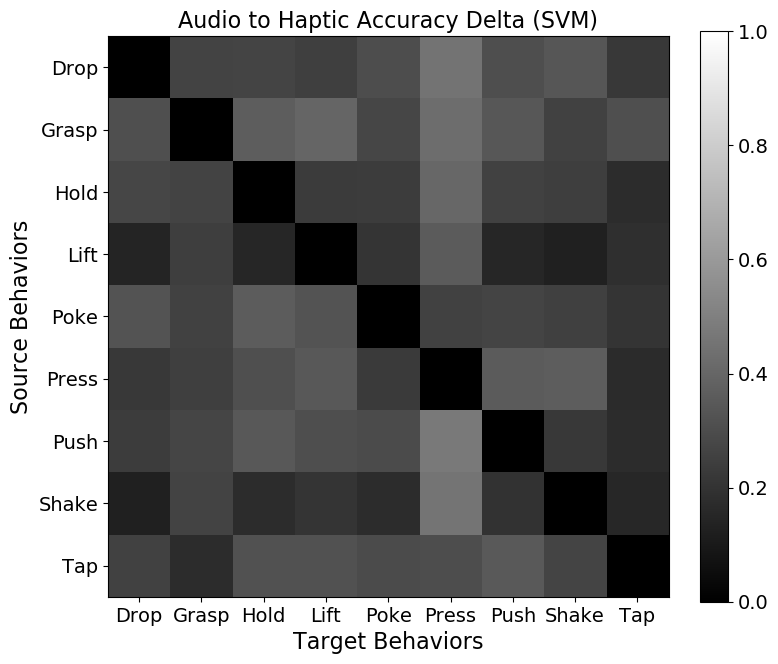 Audio to Haptic Accuracy Delta (SVM)
Source Behaviors
Drop
Grasp
Hold
Lift
Poke
Press
Push
Shake
Tap
Drop Grasp Hold Lift Poke Press Push Shake Tap
Target Behaviors
1.0
0.8
0.6
0.4
0.2
0.0